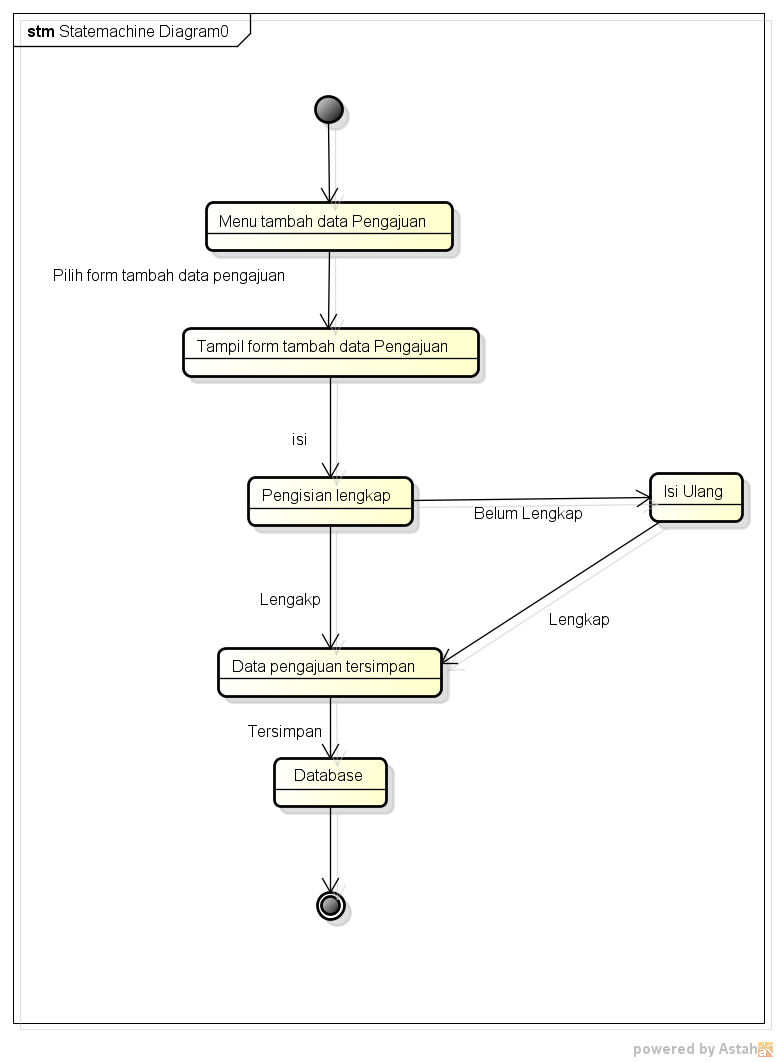 stm Statemachine Diagram0
Menu tambah data Pengajuan
Pilih form tambah data pengajuan
Tampil form tambah data Pengajuan
isi
Pengisian lengkap
Isi Ulang
Belum Lengkap
Lengakp
Lengkap
Data pengajuan tersimpan
Tersimpan
Database
powered by Astah